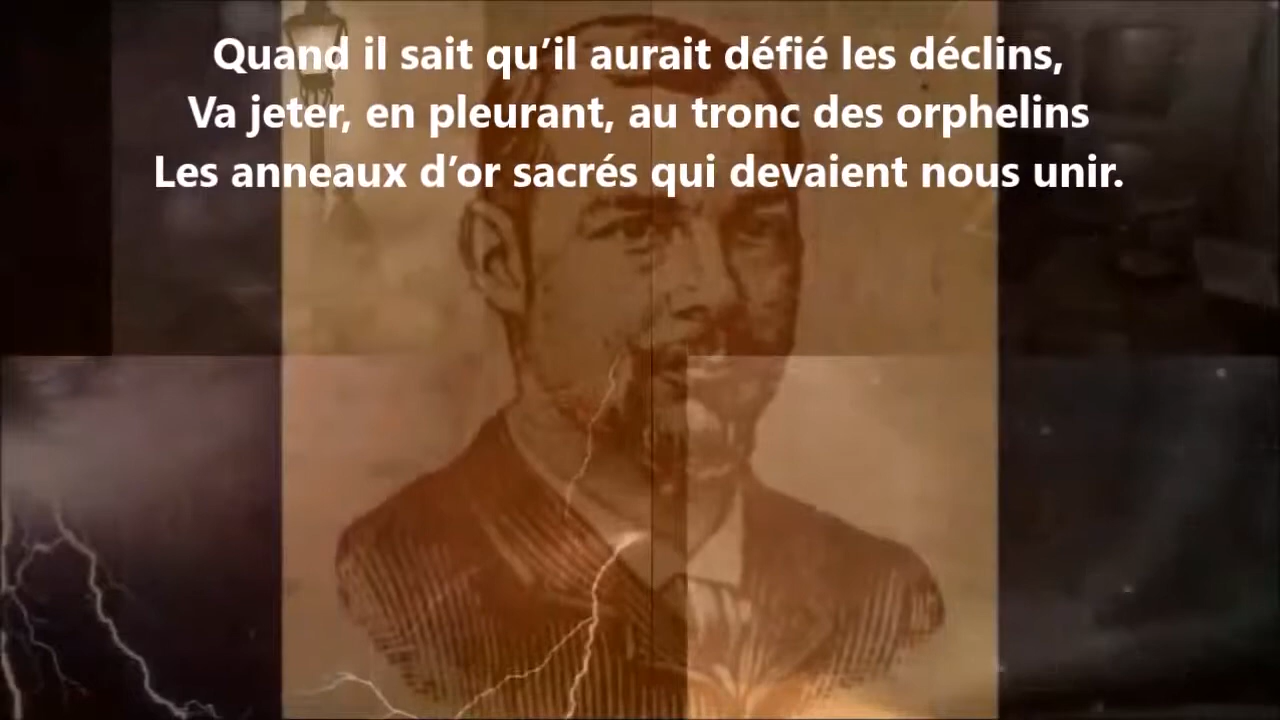 Quand il sait qu’il aurait défié les déclins,
Va jeter, en pleurant, au tronc des orphelins
Les anneaux d’or sacrés qui devaient nous unir.